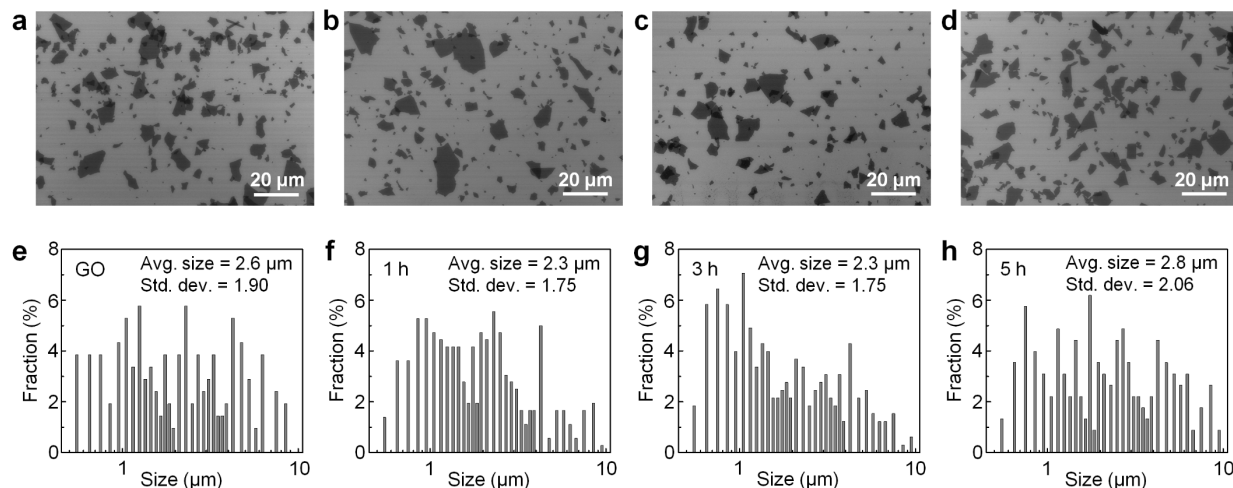 a b c d
20 µm 20 µm 20 µm 20 µm
e f g h
8 GO Avg. size = 2.6 µm
Std. dev. = 1.90
6
4
2
0
Fraction (%)
1 10
Size (µm)
8 1 h Avg. size = 2.3 µm
Std. dev. = 1.75
6
4
2
0
Fraction (%)
1 10
Size (µm)
8 3 h Avg. size = 2.3 µm
Std. dev. = 1.75
6
4
2
0
Fraction (%)
1 10
Size (µm)
8 5 h Avg. size = 2.8 µm
Std. dev. = 2.06
6
4
2
0
Fraction (%)
1 10
Size (µm)